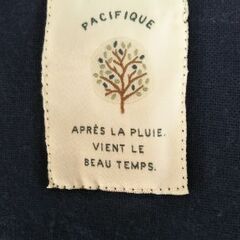 PACIFIQUE
APRÈS LA PLUIE.
VIENT LE
BEAU TEMPS.